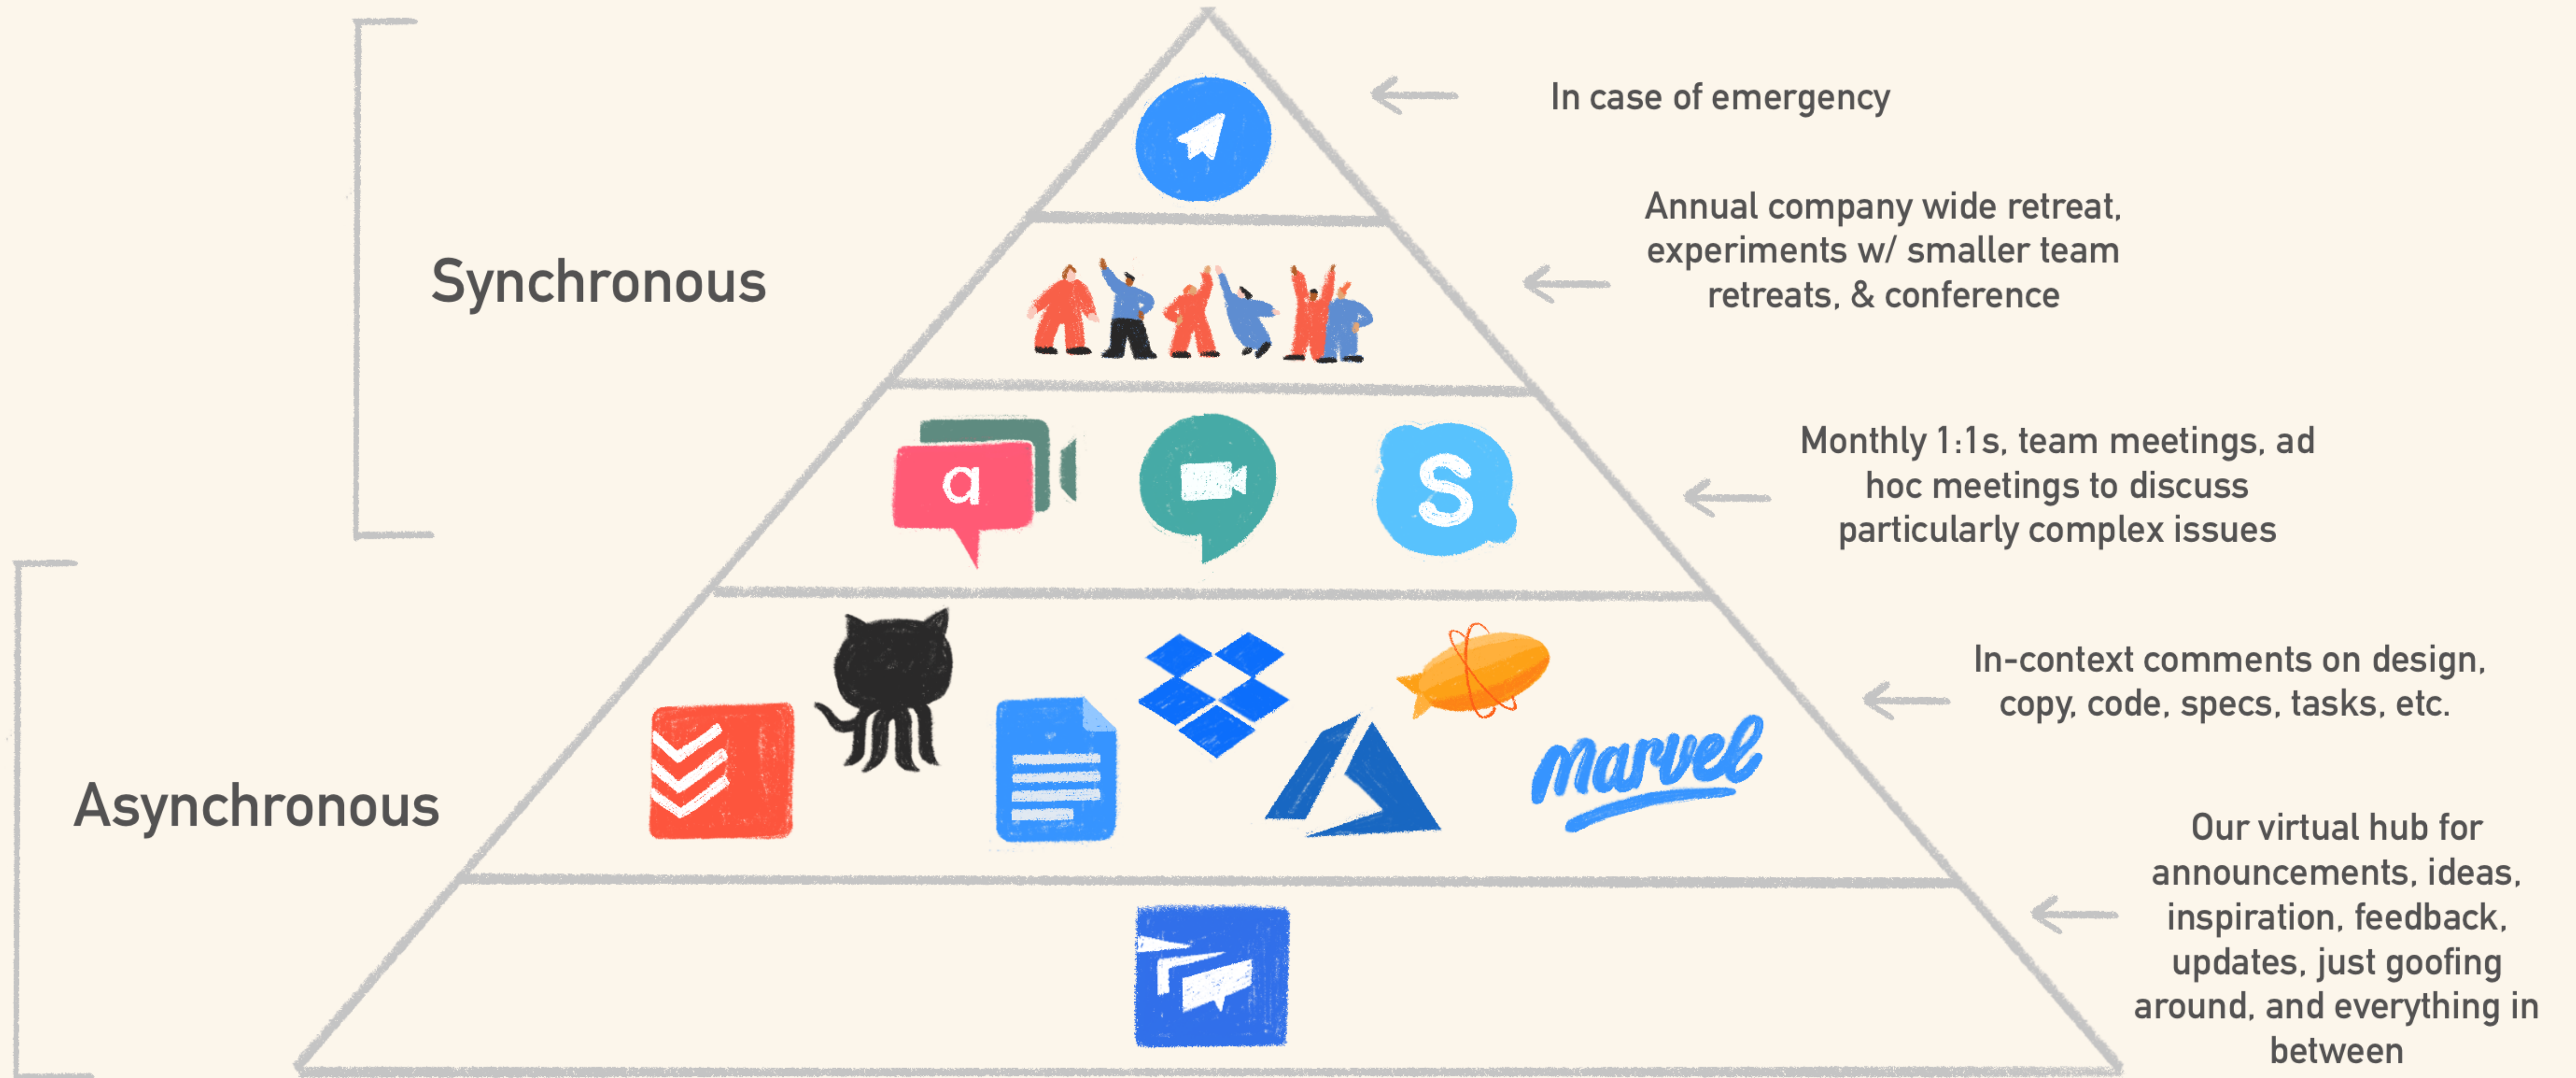 In case of emergency
Annual company wide retreat,
experiments w/ smaller team
retreats, & conference
Synchronous
a
S
Monthly 1:1s, team meetings, ad
hoc meetings to discuss
particularly complex issues
In-context comments on design,
copy, code, specs, tasks, etc.
Marvel
Asynchronous
Our virtual hub for
announcements, ideas,
inspiration, feedback,
updates, just goofing
around, and everything in
between